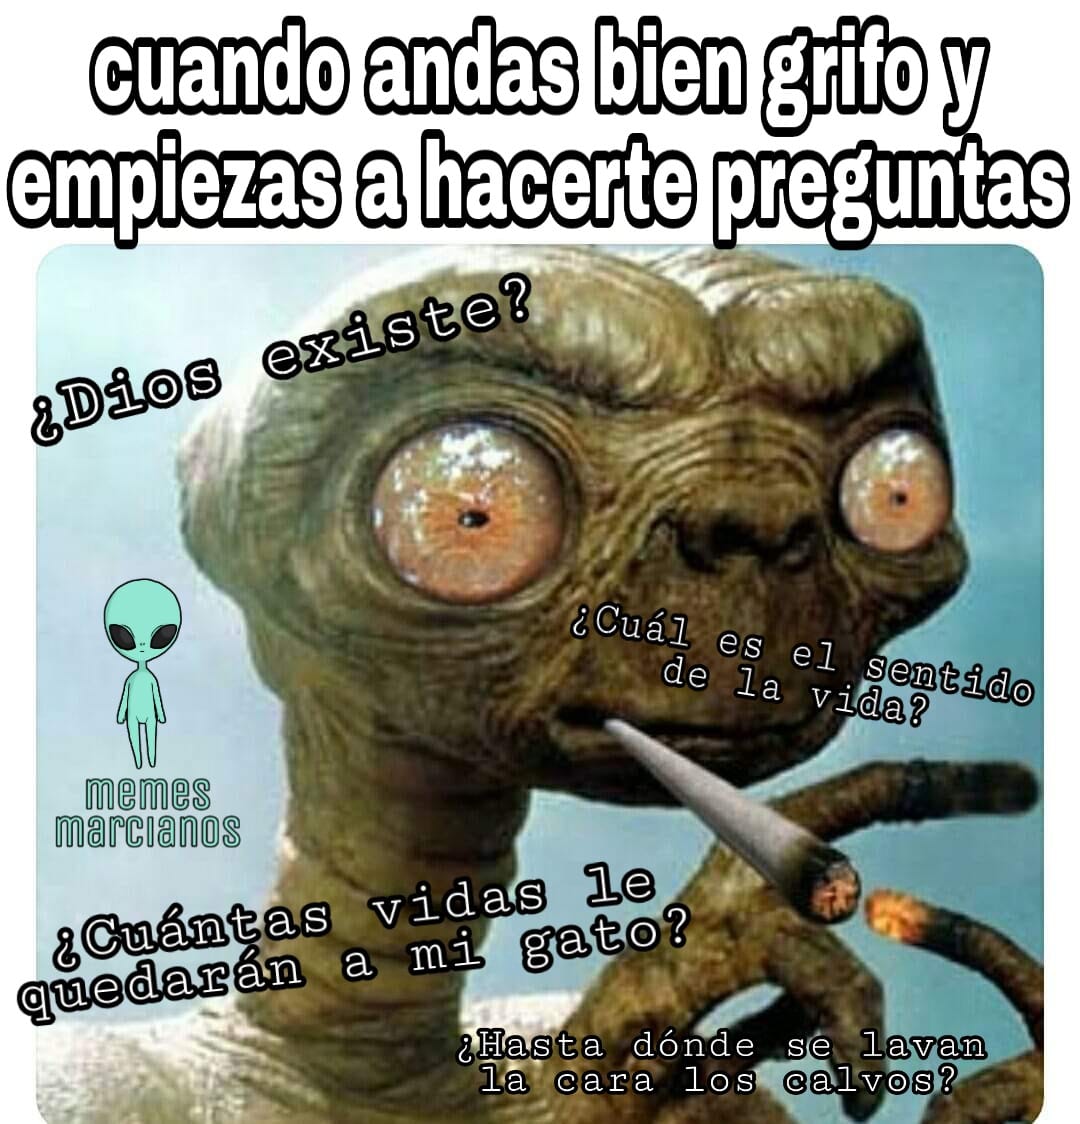 cuando andas bien grifo y
empiezas a hacerte preguntas
¿Dios existe?
¿Cuál es el sentido
de la vida?
memes
marcianos
¿Cuántas vidas le
quedarán a mi gato?
¿Hasta dónde se lavan
la cara los calvos?